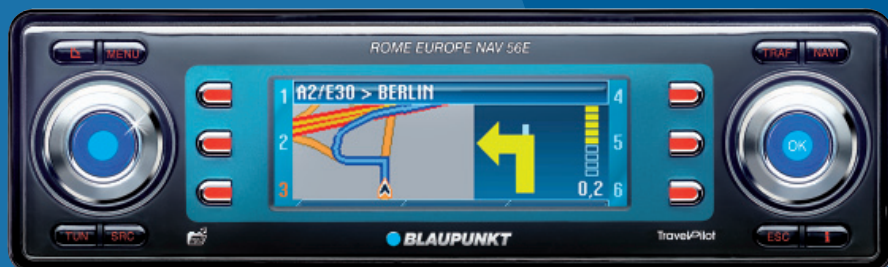 ROME EUROPE NAV 56E
MENU
TRAF NAVI
A2/E30 > BERLIN
1
2
3
4
5
6
0,2
OK
TUN SRC
BLAUPUNKT
TravelPilot
ESC